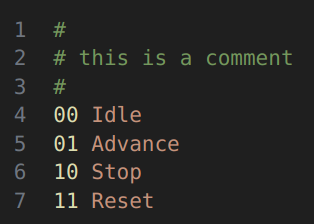 1 #
2 # this is a comment
3 #
4 00 Idle
5 01 Advance
6 10 Stop
7 11 Reset